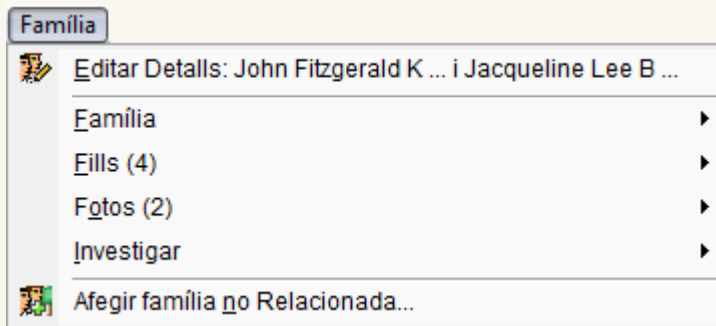 Família
Editar Detalls: John Fitzgerald K ... i Jacqueline Lee B ...
Família
Fills (4)
Fotos (2)
Investigar
Afegir família no Relacionada...